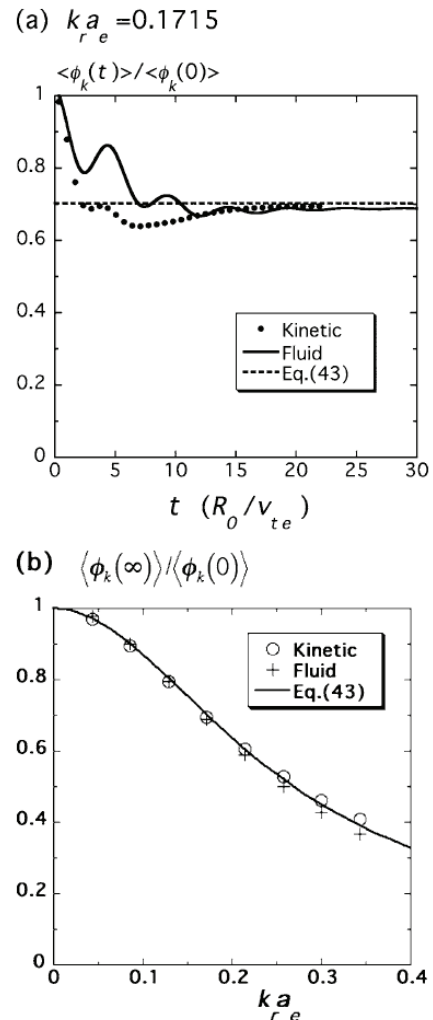 (a) k_r a_e =0.1715
<ϕ_k(t)>/<ϕ_k(0)>
1
0.8
0.6
0.4
0.2
0
Kinetic
Fluid
Eq.(43)
0 5 10 15 20 25 30
t (R_0/v_te)
(b) ⟨ϕ_k(∞)⟩/⟨ϕ_k(0)⟩
1
0.8
0.6
0.4
0.2
0
Kinetic
Fluid
Eq.(43)
0 0.1 0.2 0.3 0.4
k_r a_e